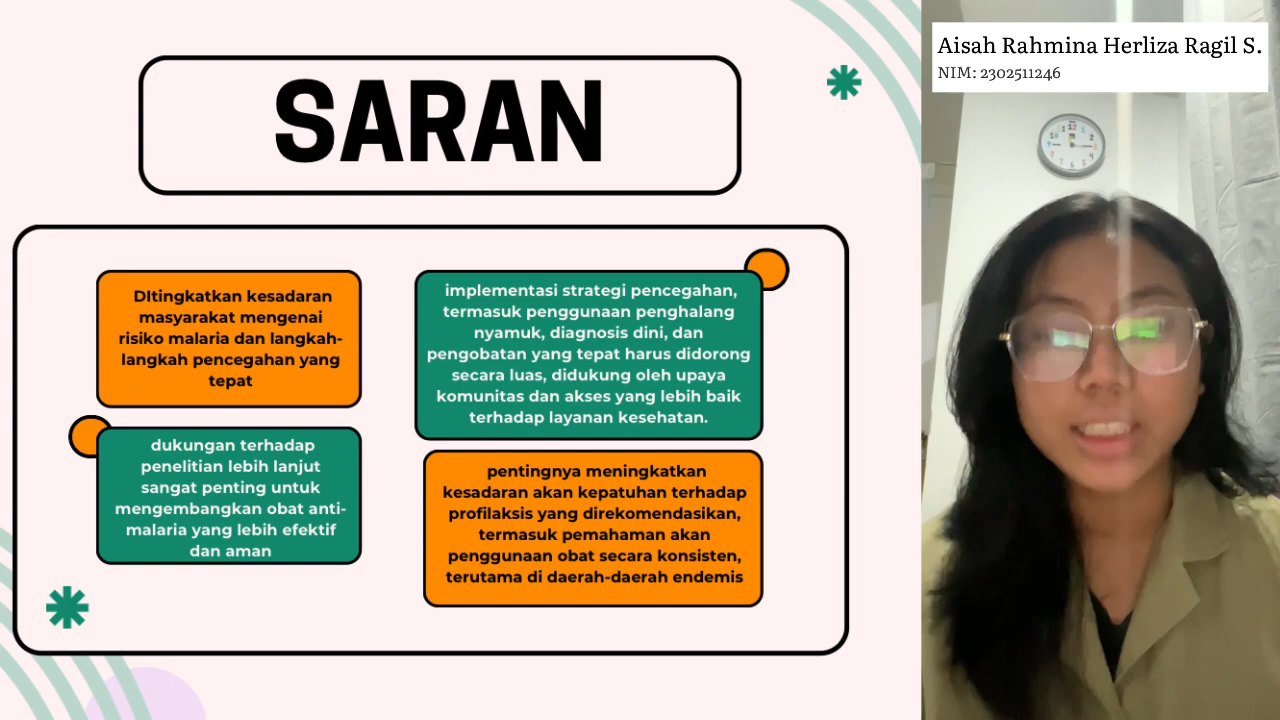 SARAN
DItingkatkan kesadaran
masyarakat mengenai
risiko malaria dan langkah-
langkah pencegahan yang
tepat
dukungan terhadap
penelitian lebih lanjut
sangat penting untuk
mengembangkan obat anti-
malaria yang lebih efektif
dan aman
implementasi strategi pencegahan,
termasuk penggunaan penghalang
nyamuk, diagnosis dini, dan
pengobatan yang tepat harus didorong
secara luas, didukung oleh upaya
komunitas dan akses yang lebih baik
terhadap layanan kesehatan.
pentingnya meningkatkan
kesadaran akan kepatuhan terhadap
profilaksis yang direkomendasikan,
termasuk pemahaman akan
penggunaan obat secara konsisten,
terutama di daerah-daerah endemis
Aisah Rahmina Herliza Ragil S.
NIM: 2302511246